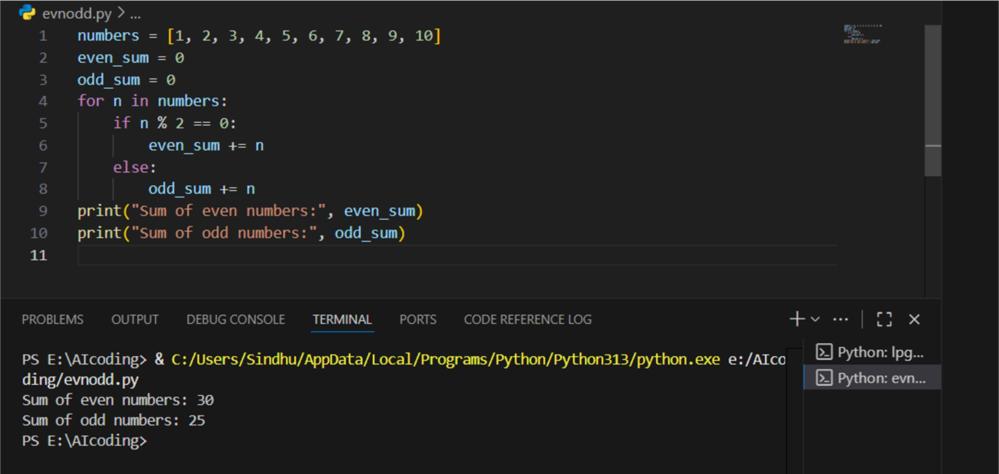 evnodd.py > ...
1 numbers = [1, 2, 3, 4, 5, 6, 7, 8, 9, 10]
2 even_sum = 0
3 odd_sum = 0
4 for n in numbers:
5     if n % 2 == 0:
6         even_sum += n
7     else:
8         odd_sum += n
9 print("Sum of even numbers:", even_sum)
10 print("Sum of odd numbers:", odd_sum)
11
PROBLEMS OUTPUT DEBUG CONSOLE TERMINAL PORTS CODE REFERENCE LOG
PS E:\AIcoding> & C:/Users/Sindhu/AppData/Local/Programs/Python/Python313/python.exe e:/AIco
ding/evnodd.py
Sum of even numbers: 30
Sum of odd numbers: 25
PS E:\AIcoding>
Python: lpg...
Python: evn...